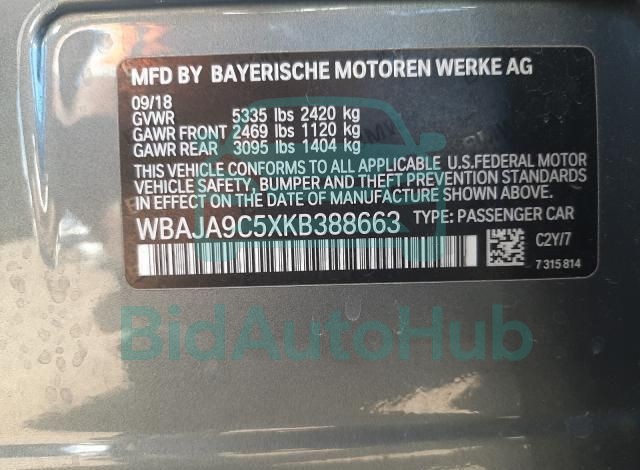 MFD BY BAYERISCHE MOTOREN WERKE AG
09/18
GVWR 5335 lbs 2420 kg
GAWR FRONT 2469 lbs 1120 kg
GAWR REAR 3095 lbs 1404 kg
THIS VEHICLE CONFORMS TO ALL APPLICABLE U.S.FEDERAL MOTOR
VEHICLE SAFETY, BUMPER AND THEFT PREVENTION STANDARDS
IN EFFECT ON THE DATE OF MANUFACTURE SHOWN ABOVE.
WBAJA9C5XKB388663 TYPE: PASSENGER CAR
C2Y/7
7 315 814
BidAutoHub